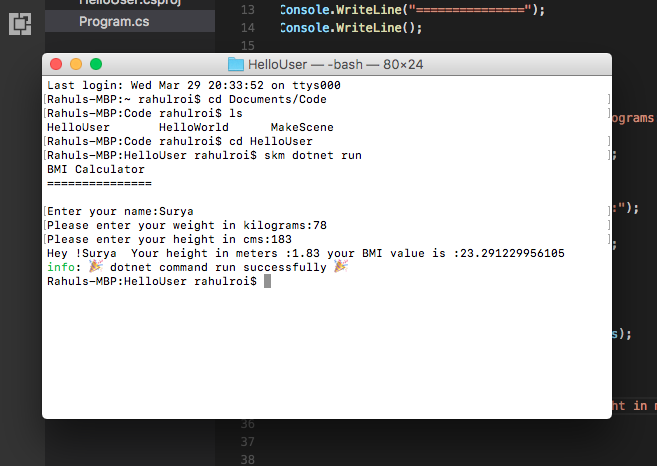 HelloUser.csproj
Program.cs
13 Console.WriteLine("===============");
14 Console.WriteLine();
15
HelloUser — -bash — 80×24
Last login: Wed Mar 29 20:33:52 on ttys000
[Rahuls-MBP:~ rahulroi$ cd Documents/Code ]
[Rahuls-MBP:Code rahulroi$ ls ]
HelloUser HelloWorld MakeScene
[Rahuls-MBP:Code rahulroi$ cd HelloUser ]
[Rahuls-MBP:HelloUser rahulroi$ skm dotnet run ]
BMI Calculator
===============
[Enter your name:Surya ]
[Please enter your weight in kilograms:78 ]
[Please enter your height in cms:183 ]
Hey !Surya  Your height in meters :1.83 your BMI value is :23.291229956105
info: 🎉 dotnet command run successfully 🎉
Rahuls-MBP:HelloUser rahulroi$
ograms
;
:");
;
s);
ht in m
36
37
38